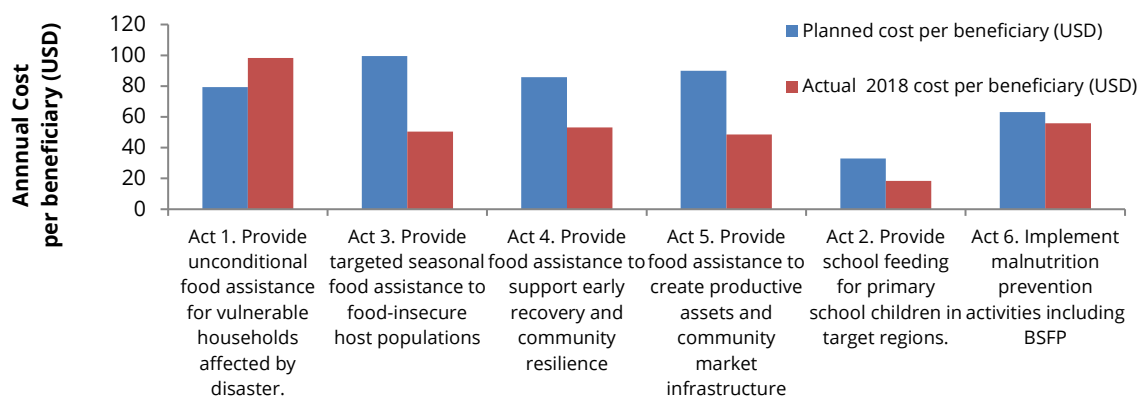 Annnual Cost
per beneficiary (USD)
120
100
80
60
40
20
0
Planned cost per beneficiary (USD)
Actual 2018 cost per beneficiary (USD)
Act 1. Provide
unconditional
food assistance
for vulnerable
households
affected by
disaster.
Act 3. Provide
targeted seasonal
food assistance to
food-insecure
host populations
Act 4. Provide
food assistance to
support early
recovery and
community
resilience
Act 5. Provide
food assistance to
create productive
assets and
community
market
infrastructure
Act 2. Provide
school feeding
for primary
school children in
target regions.
Act 6. Implement
malnutrition
prevention
activities including
BSFP